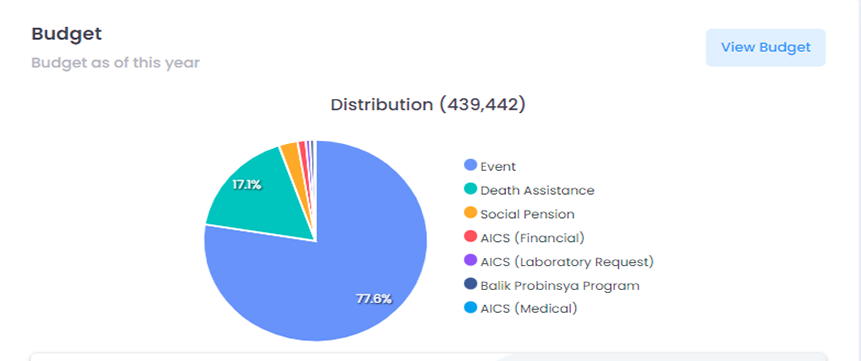 Budget
View Budget
Budget as of this year
Distribution (439,442)
17.1%
77.6%
Event
Death Assistance
Social Pension
AICS (Financial)
AICS (Laboratory Request)
Balik Probinsya Program
AICS (Medical)